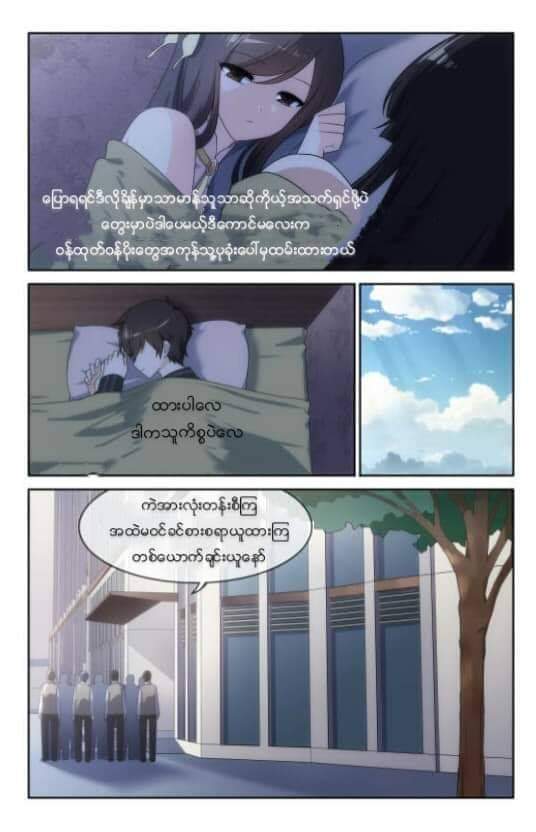 ပြောရရင်ဒီလိုချိန်မှာသာမာန်သူသာဆိုကိုယ့်အသက်ရှင်ဖို့ပဲ
တွေးမှာပဲဒါပေမယ့်ဒီကောင်မလေးက
ဝန်ထုတ်ဝန်ပိုးတွေအကုန်သူ့ပုခုံးပေါ်မှထမ်းထားတယ်
ထားပါလေ
ဒါကသူကိစ္စပဲလေ
ကဲအားလုံးတန်းစီကြ
အထဲမဝင်ခင်စားစရာယူထားကြ
တစ်ယောက်ချင်းယူနော်